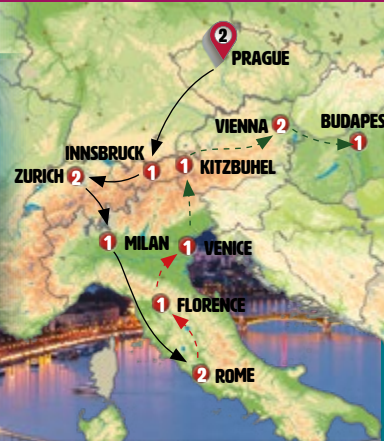 2
PRAGUE
VIENNA 2
BUDAPES
1
INNSBRUCK
1
1 KITZBUHEL
ZURICH 2
1 MILAN
1 VENICE
1 FLORENCE
2 ROME